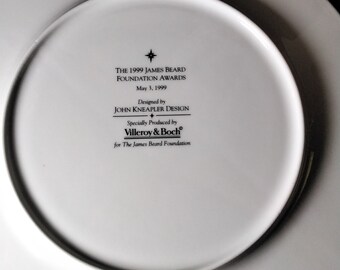 THE 1999 JAMES BEARD
FOUNDATION AWARDS
May 3, 1999
Designed by
JOHN KNEAPLER DESIGN
Specially Produced by
Villeroy & Boch®
for The James Beard Foundation